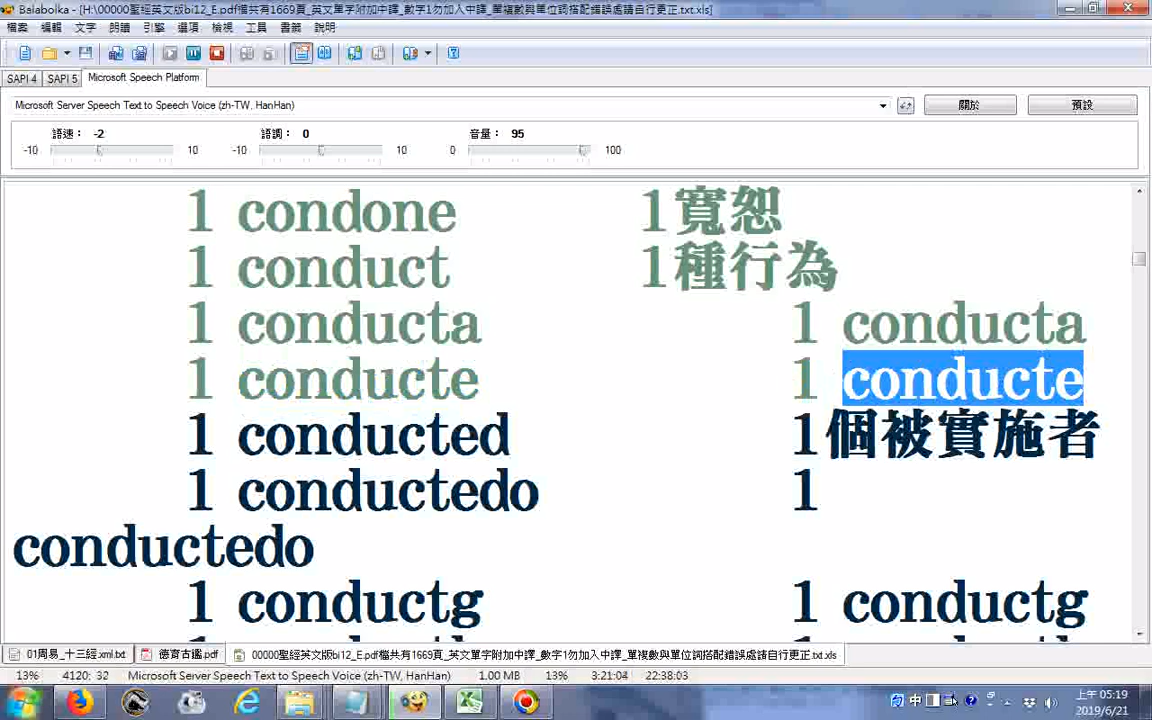 Balabolka - [H:\00000聖經英文版bi12_E.pdf檔共有1669頁_英文單字附加中譯_數字1勿加入中譯_單複數與單位詞搭配錯誤處請自行更正.txt.xls]
檔案 編輯 文字 朗讀 引擎 選項 檢視 工具 書籤 說明
SAPI 4 SAPI 5 Microsoft Speech Platform
Microsoft Server Speech Text to Speech Voice (zh-TW, HanHan) 關於 預設
語速： -2 語調： 0 音量： 95
-10 10 -10 10 0 100
1 condone 1寬恕
1 conduct 1種行為
1 conducta 1 conducta
1 conducte 1 conducte
1 conducted 1個被實施者
1 conductedo 1
conductedo
1 conductg 1 conductg
01周易_十三經.xml.txt 德育古鑑.pdf 00000聖經英文版bi12_E.pdf檔共有1669頁_英文單字附加中譯_數字1勿加入中譯_單複數與單位詞搭配錯誤處請自行更正.txt.xls
13% 4120; 32 Microsoft Server Speech Text to Speech Voice (zh-TW, HanHan) 1.00 MB 13% 3:21:04 22:38:03
中 上午 05:19
2019/6/21